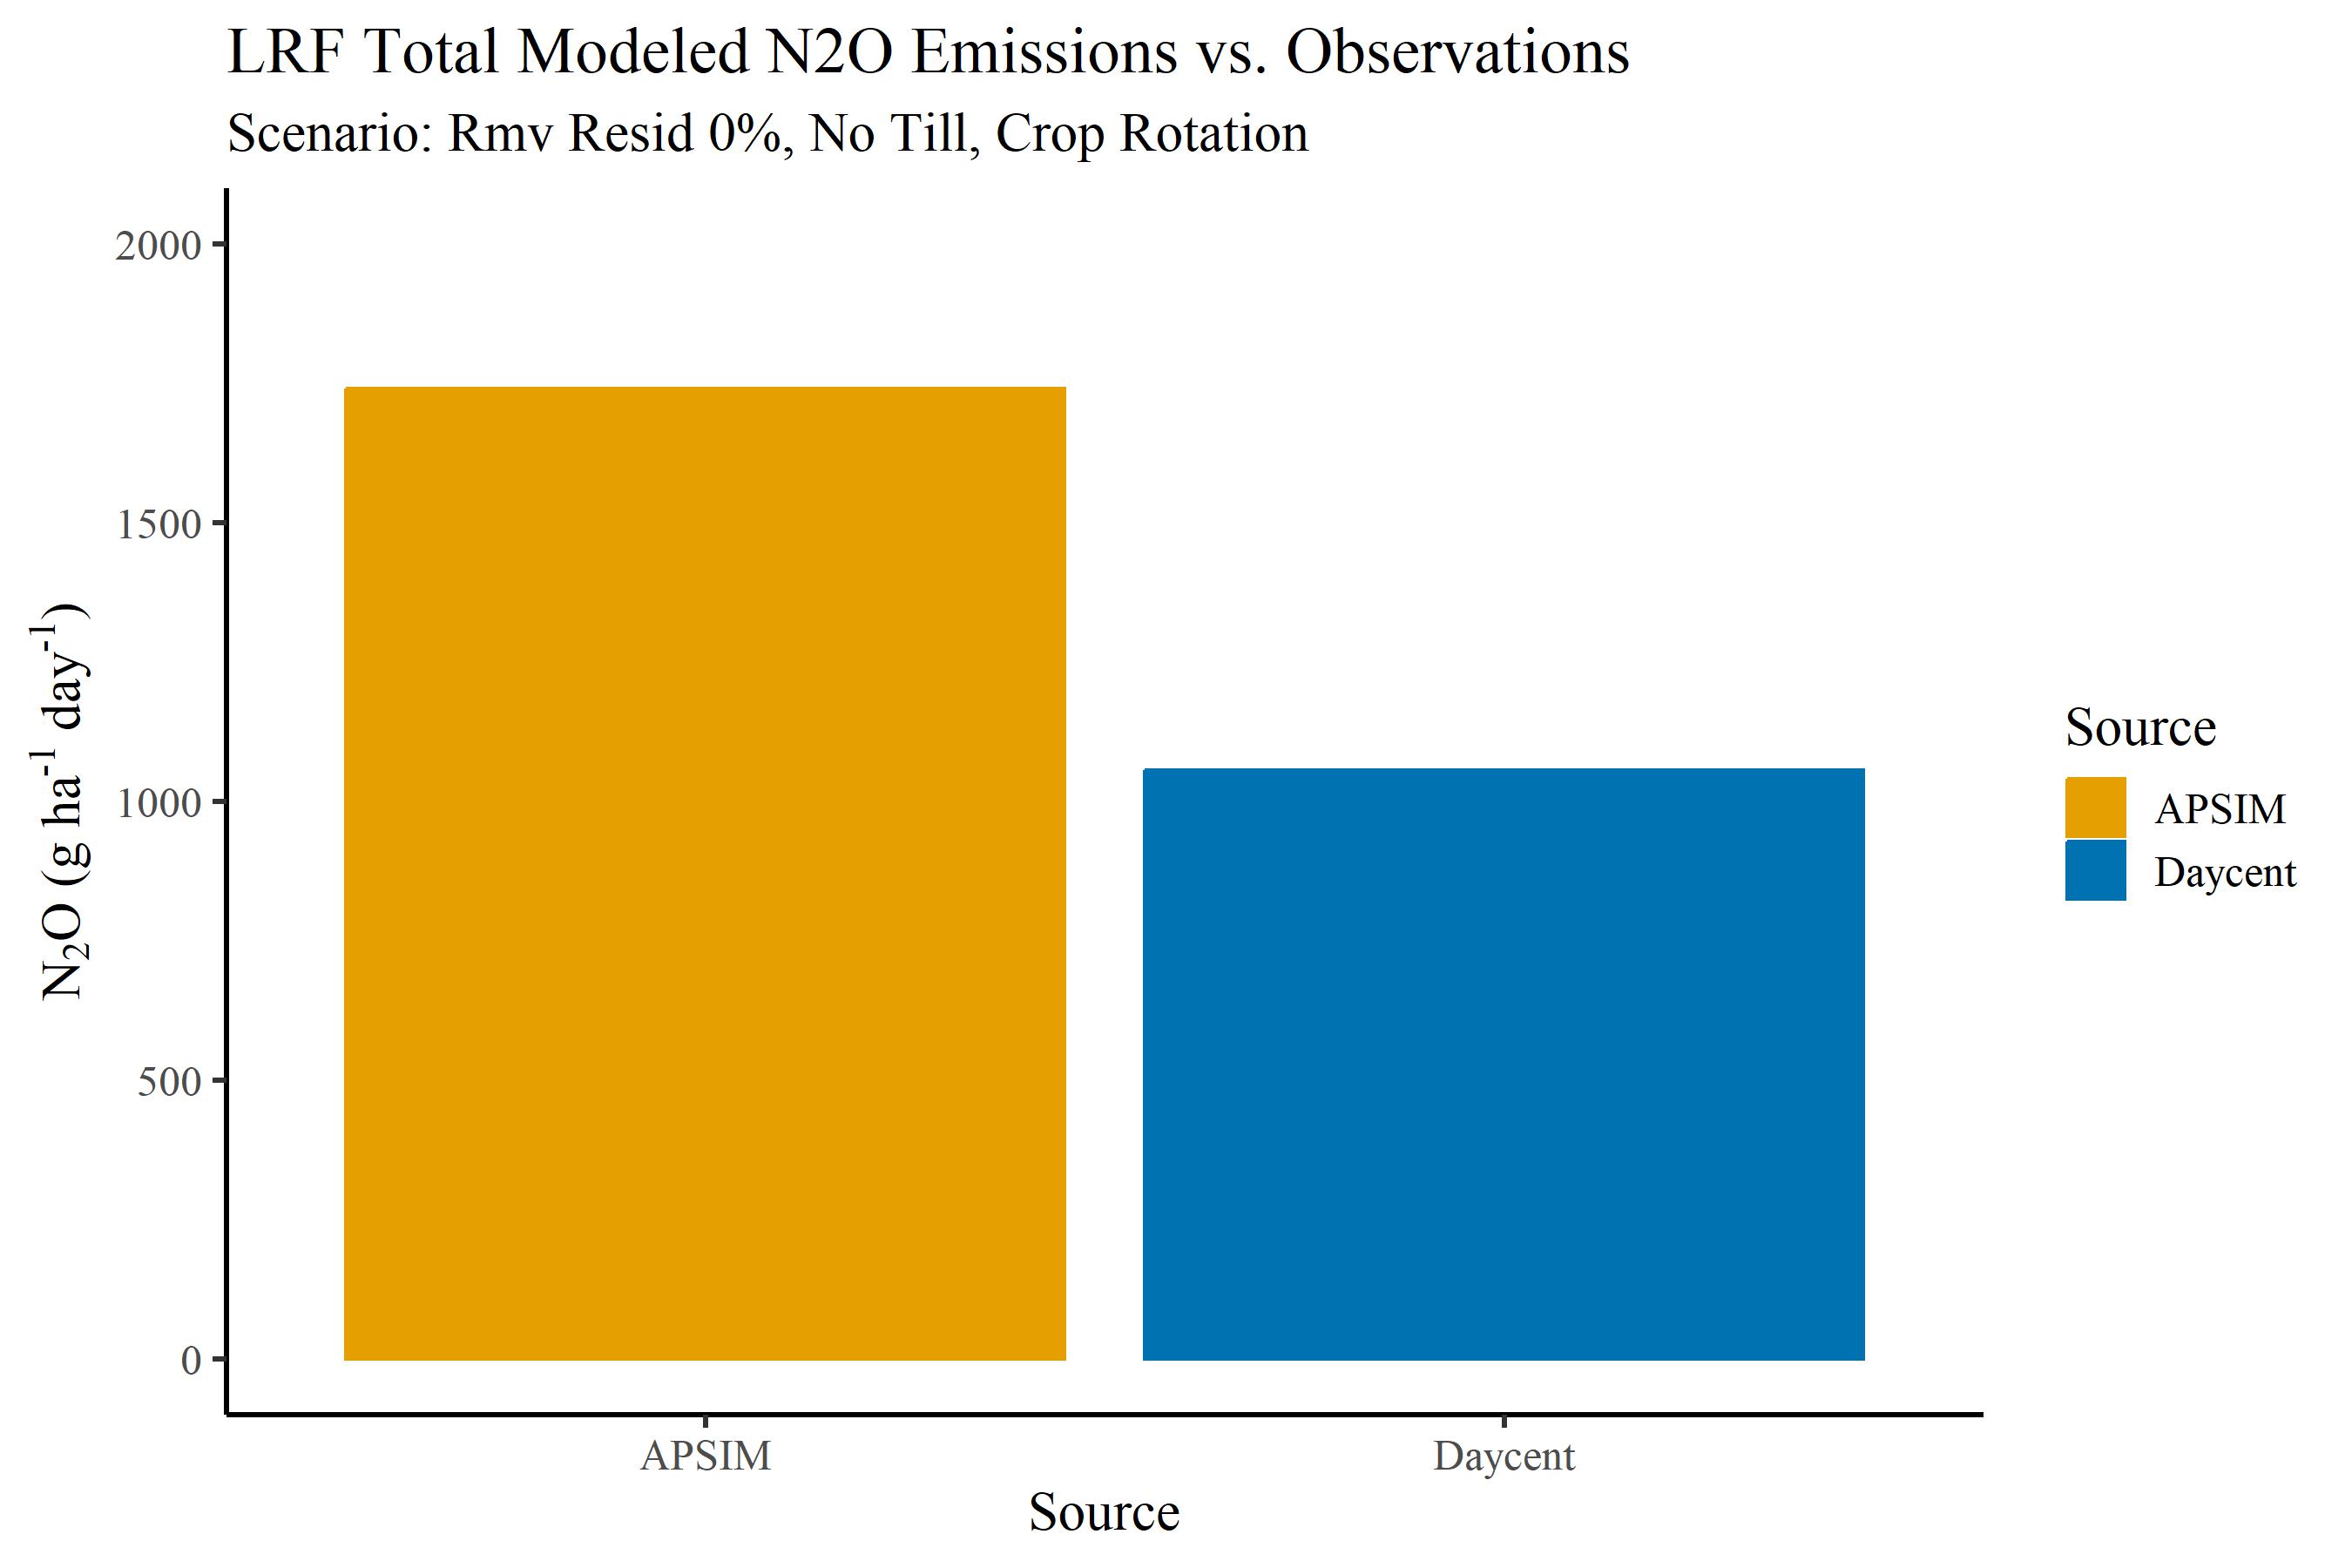 LRF Total Modeled N2O Emissions vs. Observations
Scenario: Rmv Resid 0%, No Till, Crop Rotation
N₂O (g ha⁻¹ day⁻¹)
2000
1500
1000
500
0
APSIM
Daycent
Source
Source
APSIM
Daycent